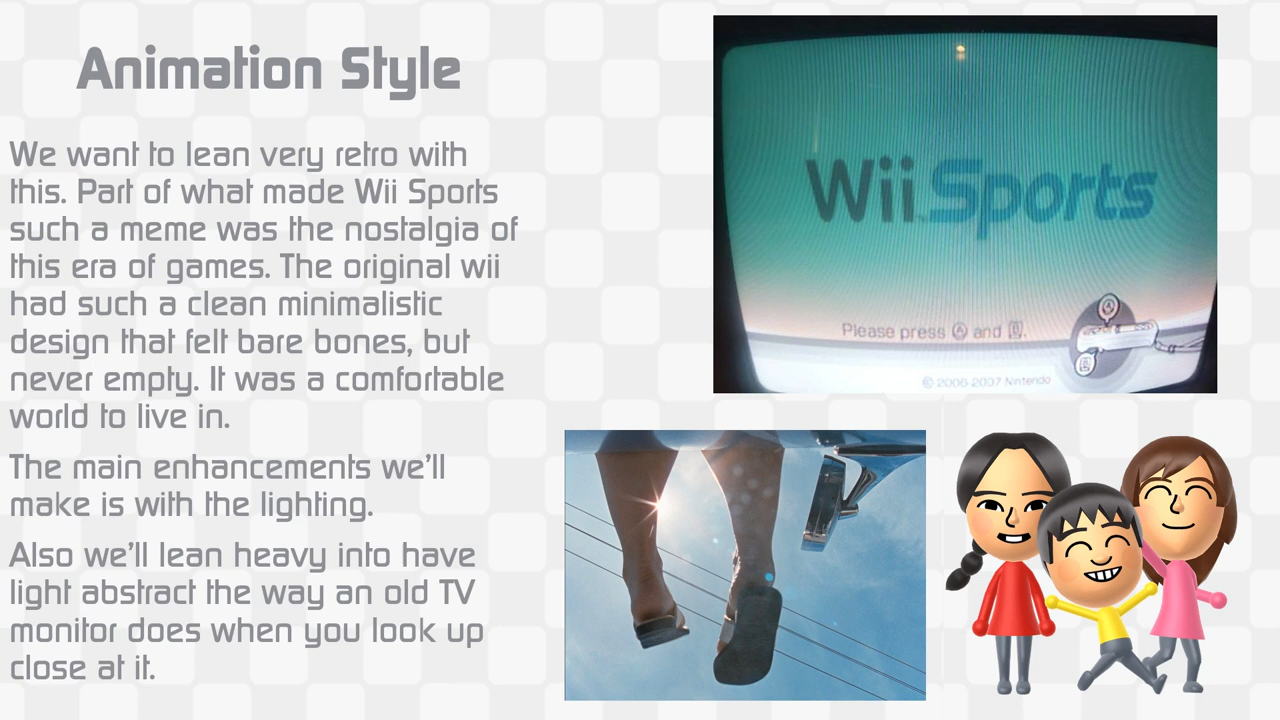 Animation Style
We want to lean very retro with
this. Part of what made Wii Sports
such a meme was the nostalgia of
this era of games. The original wii
had such a clean minimalistic
design that felt bare bones, but
never empty. It was a comfortable
world to live in.
The main enhancements we'll
make is with the lighting.
Also we'll lean heavy into have
light abstract the way an old TV
monitor does when you look up
close at it.
Wii Sports
Please press Ⓐ and B.
© 2006-2007 Nintendo